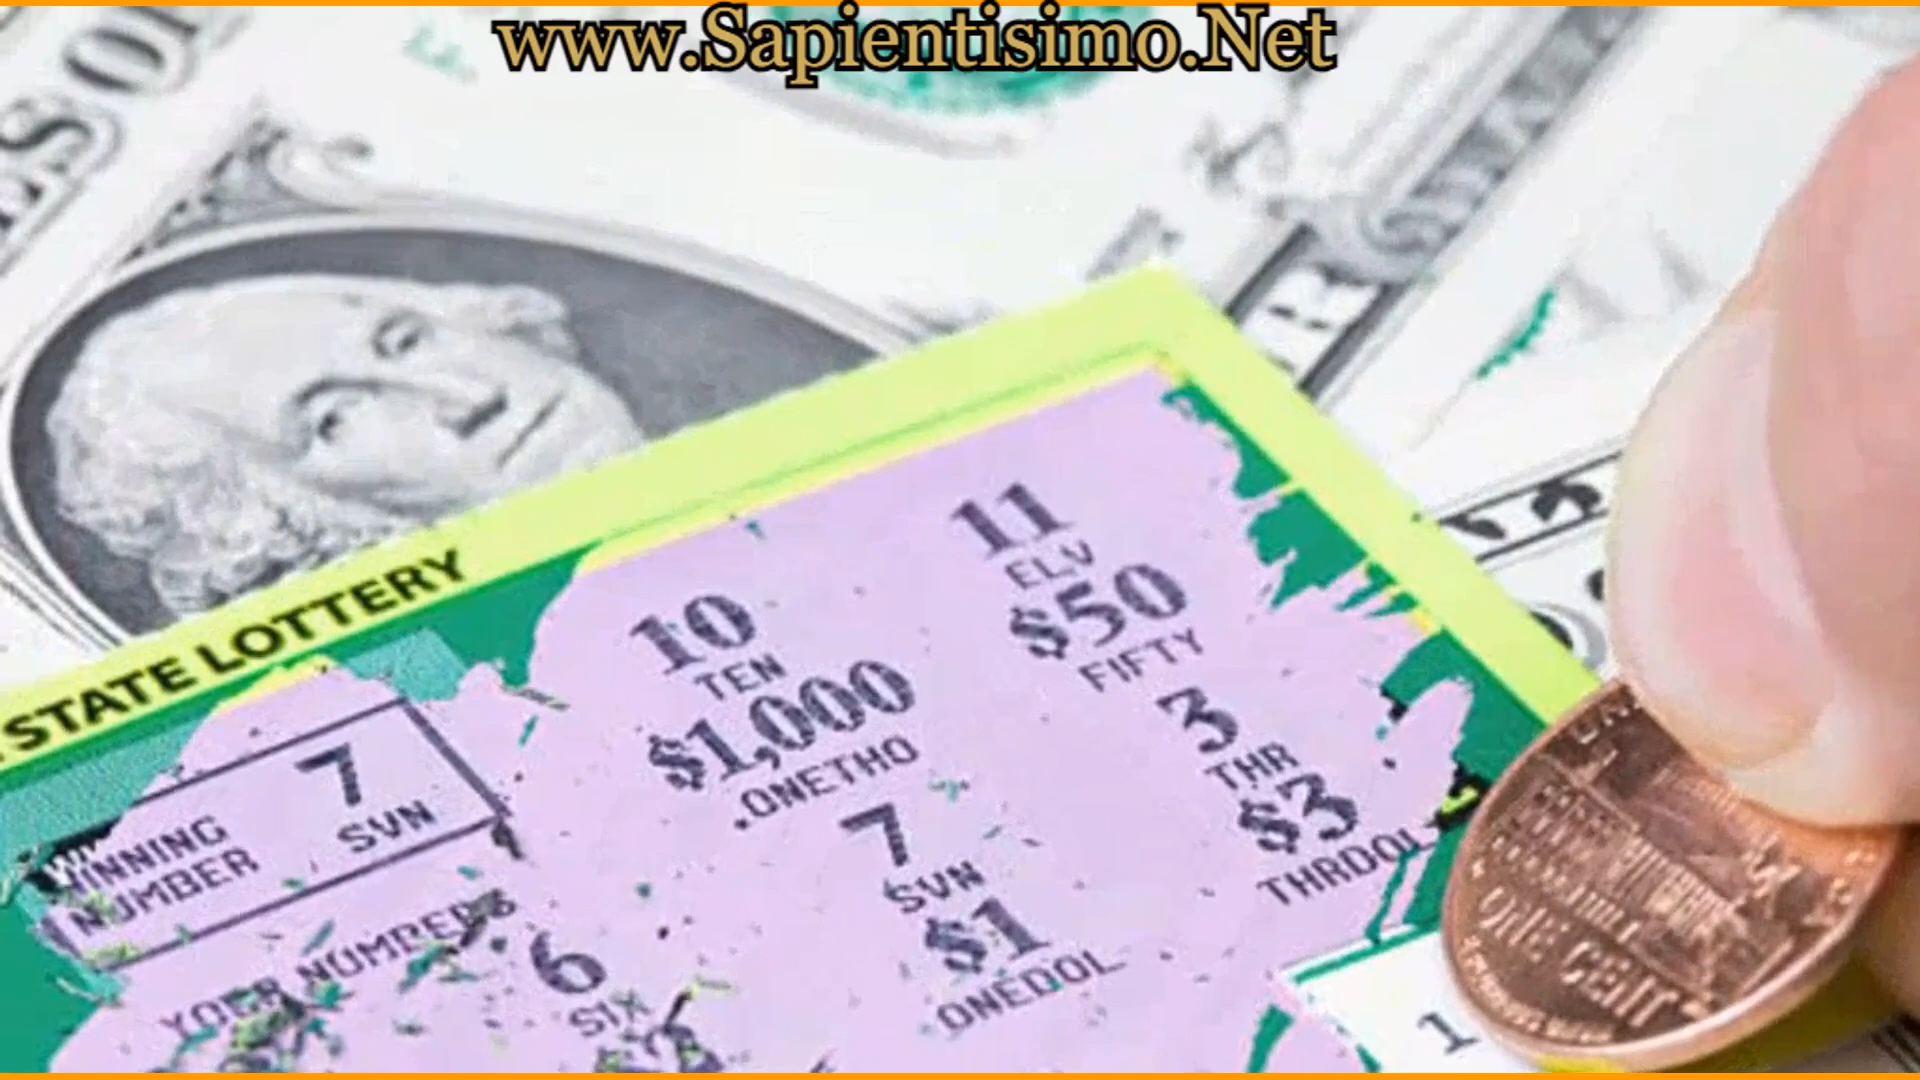 www.Sapientisimo.Net
STATE LOTTERY
11
ELV
$50
FIFTY
10
TEN
$1,000
.ONETHO
3
THR
$3
THRDOL
7
SVN
WINNING
NUMBER
7
SVN
$1
ONEDOL
YOUR NUMBERS
6
SIX
1
ONE CENT